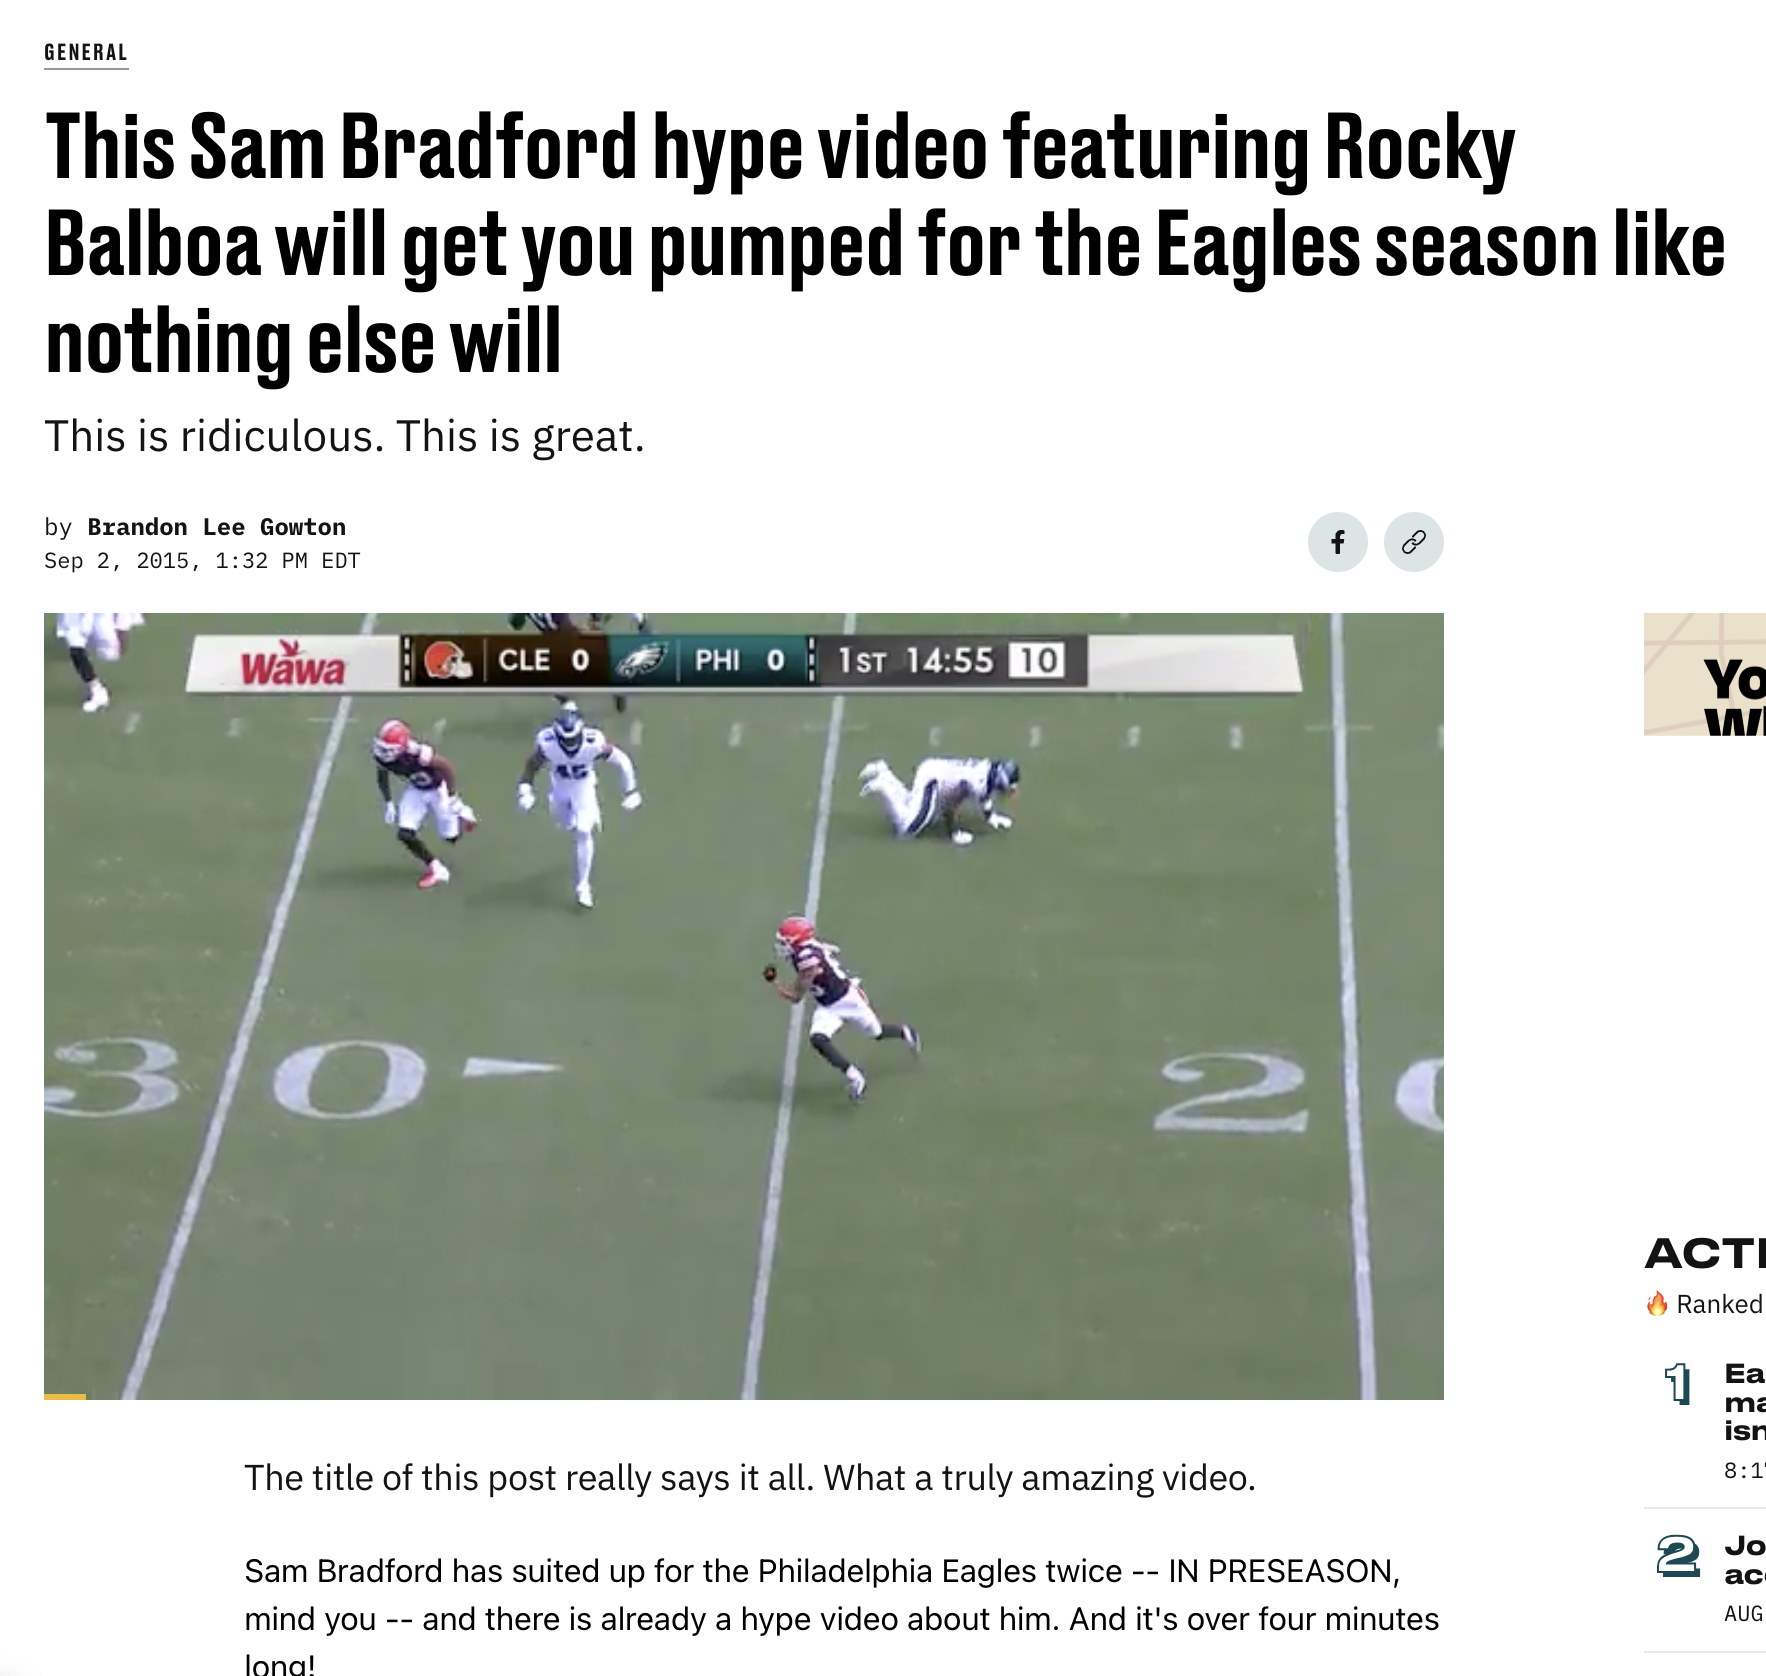 GENERAL
This Sam Bradford hype video featuring Rocky
Balboa will get you pumped for the Eagles season like
nothing else will
This is ridiculous. This is great.
by Brandon Lee Gowton
Sep 2, 2015, 1:32 PM EDT
Wawa CLE 0 PHI 0 1ST 14:55 10
45
30
20
The title of this post really says it all. What a truly amazing video.
Sam Bradford has suited up for the Philadelphia Eagles twice -- IN PRESEASON,
mind you -- and there is already a hype video about him. And it's over four minutes
long!
Yo
ACTI
🔥 Ranked
1
Ea
ma
isn
8:1
2
Jo
ac
AUG